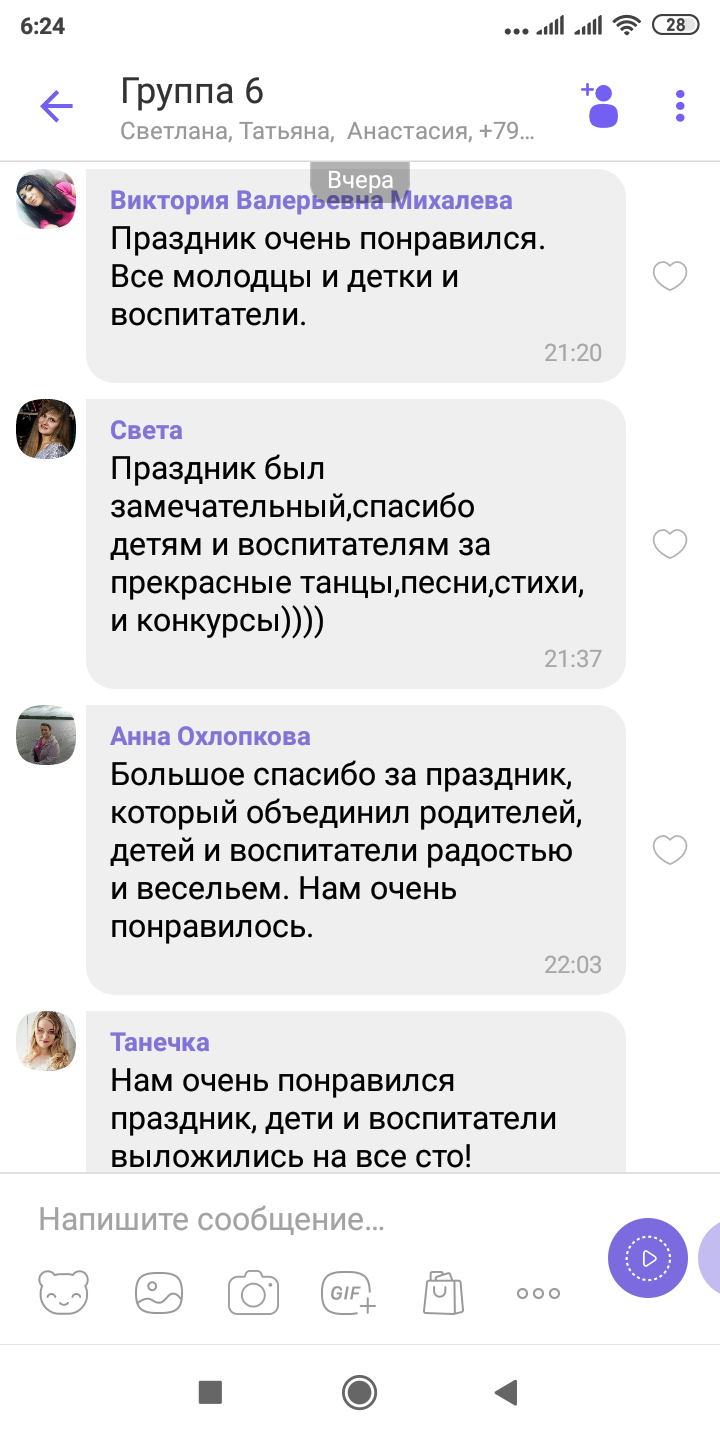 6:24
28
Группа 6
Светлана, Татьяна, Анастасия, +79…
Вчера
Виктория Валерьевна Михалева
Праздник очень понравился.
Все молодцы и детки и
воспитатели.
21:20
Света
Праздник был
замечательный,спасибо
детям и воспитателям за
прекрасные танцы,песни,стихи,
и конкурсы))))
21:37
Анна Охлопкова
Большое спасибо за праздник,
который объединил родителей,
детей и воспитатели радостью
и весельем. Нам очень
понравилось.
22:03
Танечка
Нам очень понравился
праздник, дети и воспитатели
выложились на все сто!
Напишите сообщение…
GIF